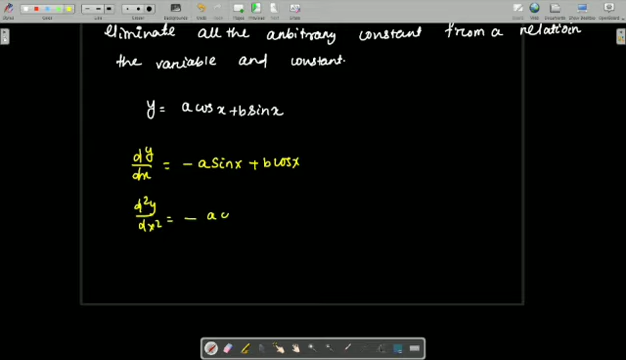 eliminate all the arbitrary constant from a relation
the variable and constant.
y = a cos x + b sin x
dy/dx = - a sin x + b cos x
d²y/dx² = - a c